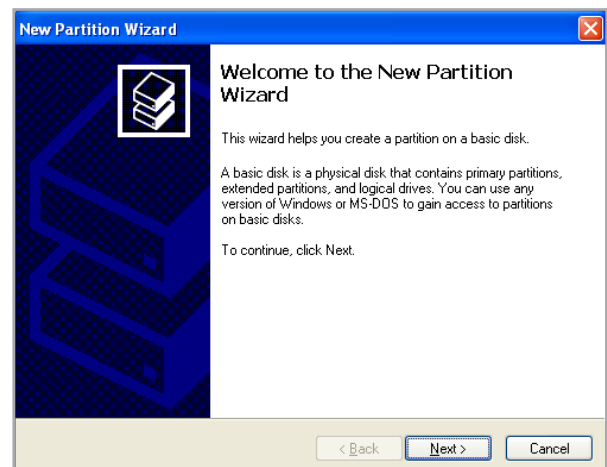 New Partition Wizard
Welcome to the New Partition
Wizard
This wizard helps you create a partition on a basic disk.
A basic disk is a physical disk that contains primary partitions,
extended partitions, and logical drives. You can use any
version of Windows or MS-DOS to gain access to partitions
on basic disks.
To continue, click Next.
< Back Next > Cancel